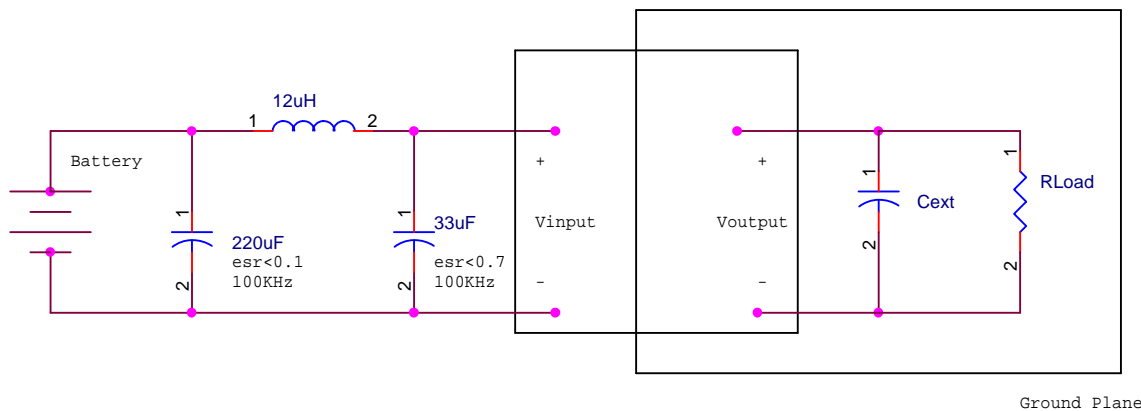 12uH
1
2
Battery
+
+
1
1
1
1
RLoad
Cext
220uF
esr<0.1
100KHz
33uF
esr<0.7
100KHz
Vinput
Voutput
2
2
2
2
-
-
Ground Plane